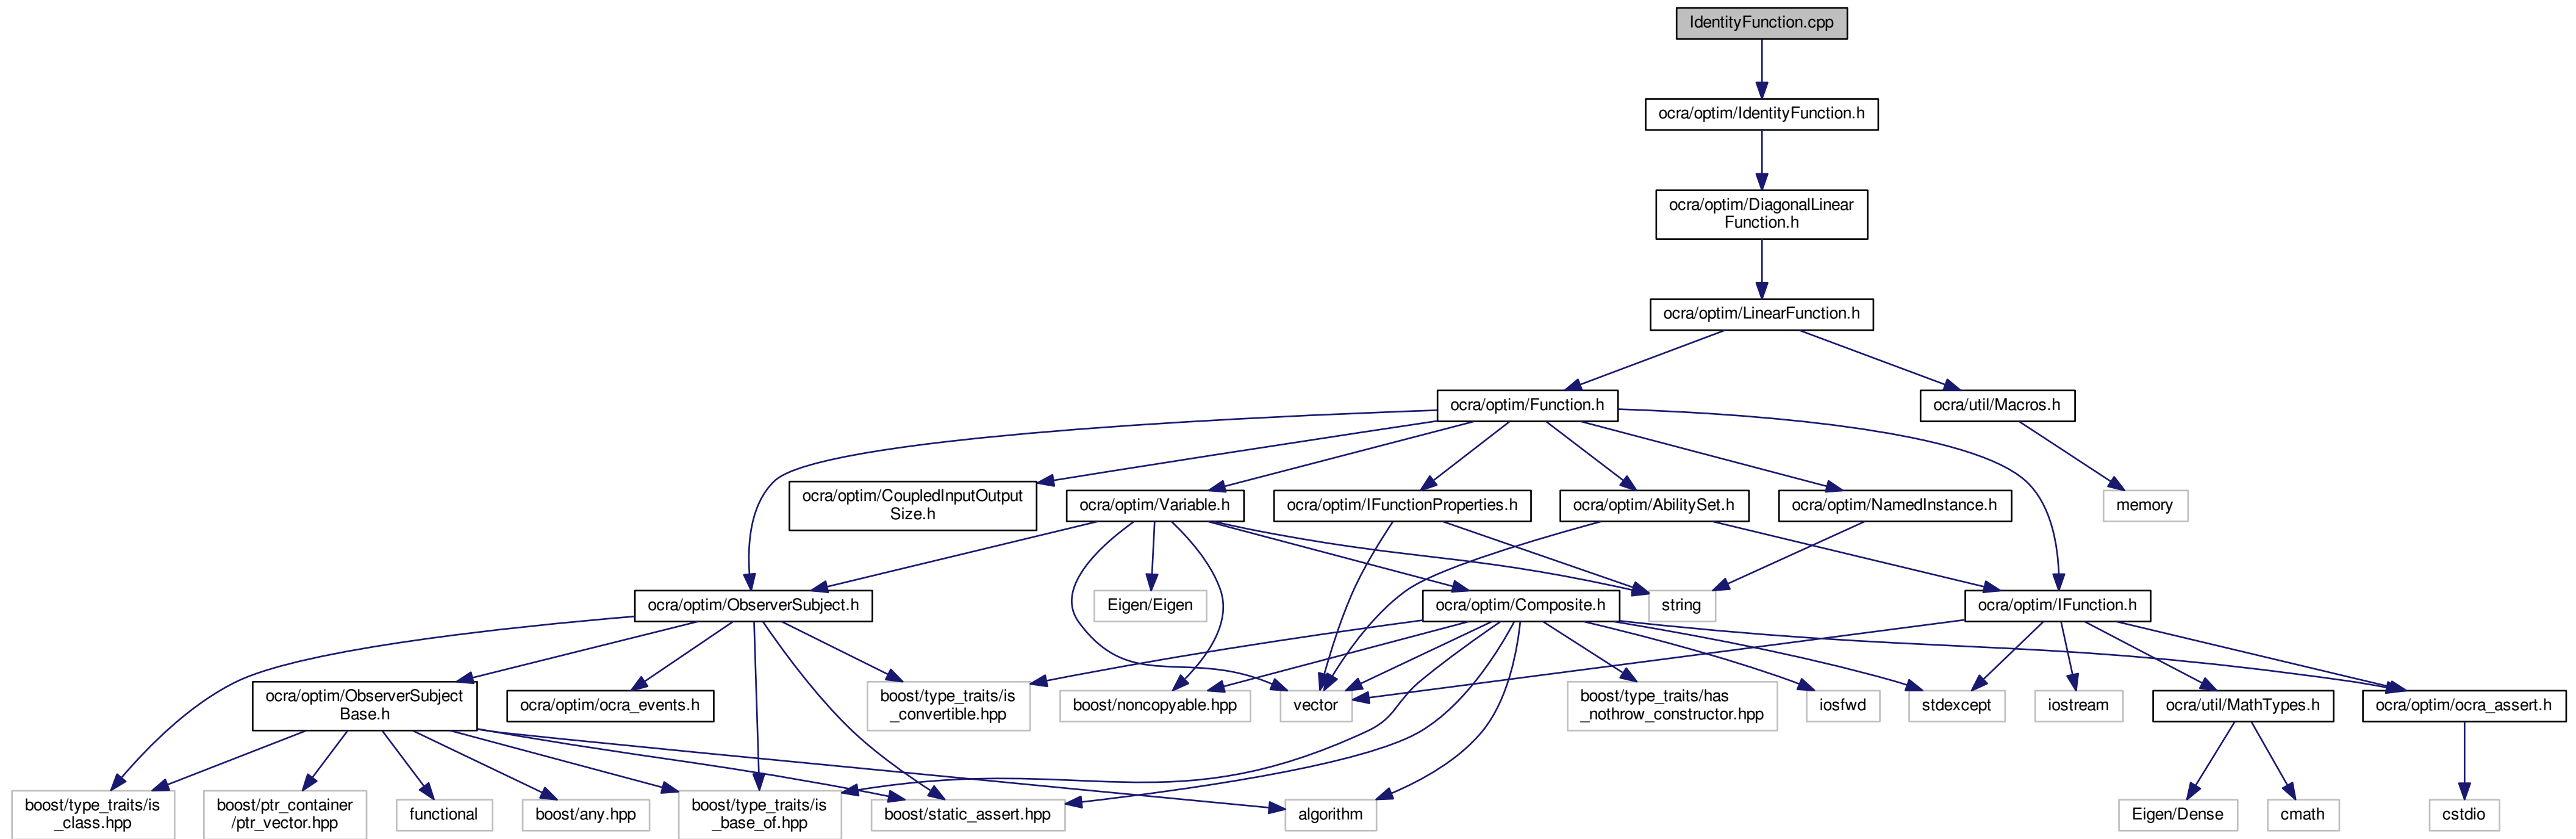 IdentityFunction.cpp
ocra/optim/IdentityFunction.h
ocra/optim/DiagonalLinear
Function.h
ocra/optim/LinearFunction.h
ocra/optim/Function.h
ocra/util/Macros.h
ocra/optim/CoupledInputOutput
Size.h
ocra/optim/Variable.h
ocra/optim/IFunctionProperties.h
ocra/optim/AbilitySet.h
ocra/optim/NamedInstance.h
memory
ocra/optim/ObserverSubject.h
Eigen/Eigen
ocra/optim/Composite.h
string
ocra/optim/IFunction.h
ocra/optim/ObserverSubject
Base.h
ocra/optim/ocra_events.h
boost/type_traits/is
_convertible.hpp
boost/noncopyable.hpp
vector
boost/type_traits/has
_nothrow_constructor.hpp
iosfwd
stdexcept
iostream
ocra/util/MathTypes.h
ocra/optim/ocra_assert.h
boost/type_traits/is
_class.hpp
boost/ptr_container
/ptr_vector.hpp
functional
boost/any.hpp
boost/type_traits/is
_base_of.hpp
boost/static_assert.hpp
algorithm
Eigen/Dense
cmath
cstdio